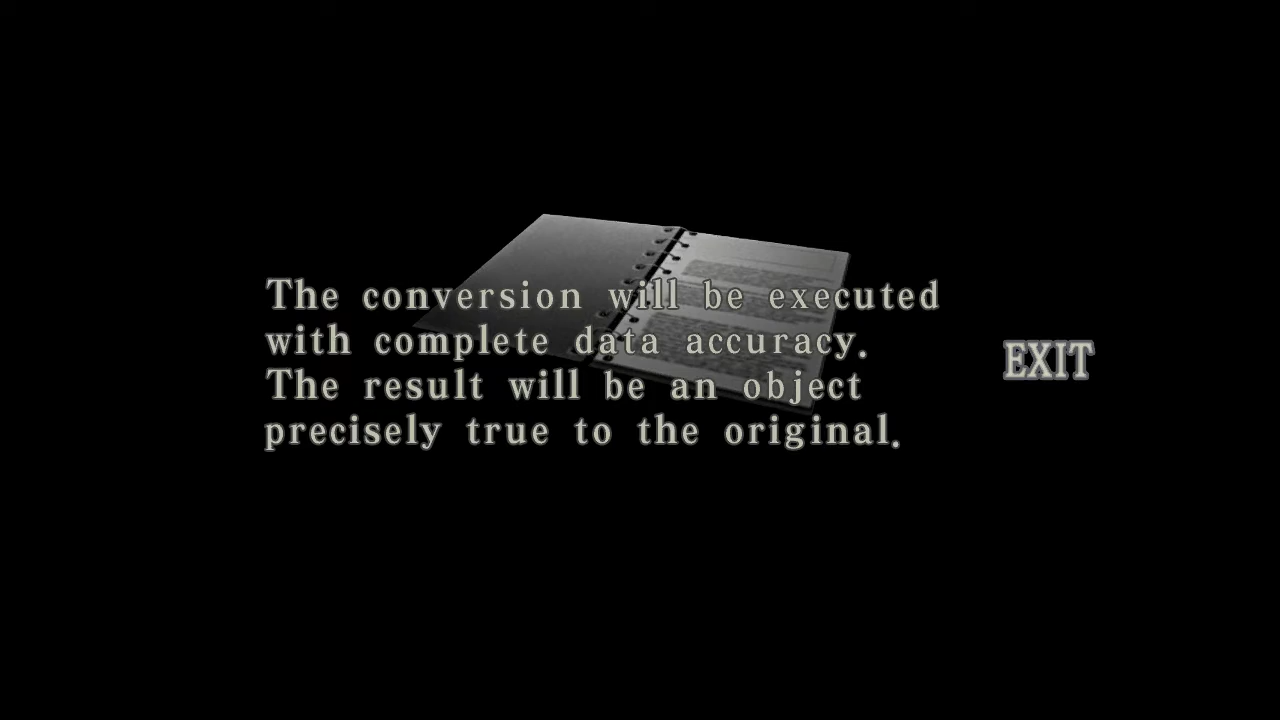 The conversion will be executed
with complete data accuracy.
The result will be an object
precisely true to the original.
EXIT